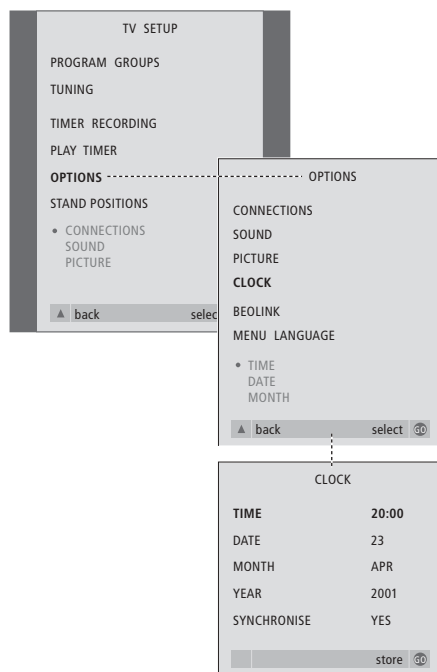 TV SETUP
PROGRAM GROUPS
TUNING
TIMER RECORDING
PLAY TIMER
OPTIONS
STAND POSITIONS
• CONNECTIONS
SOUND
PICTURE
▲ back selec
OPTIONS
CONNECTIONS
SOUND
PICTURE
CLOCK
BEOLINK
MENU LANGUAGE
• TIME
DATE
MONTH
▲ back select GO
CLOCK
TIME 20:00
DATE 23
MONTH APR
YEAR 2001
SYNCHRONISE YES
store GO